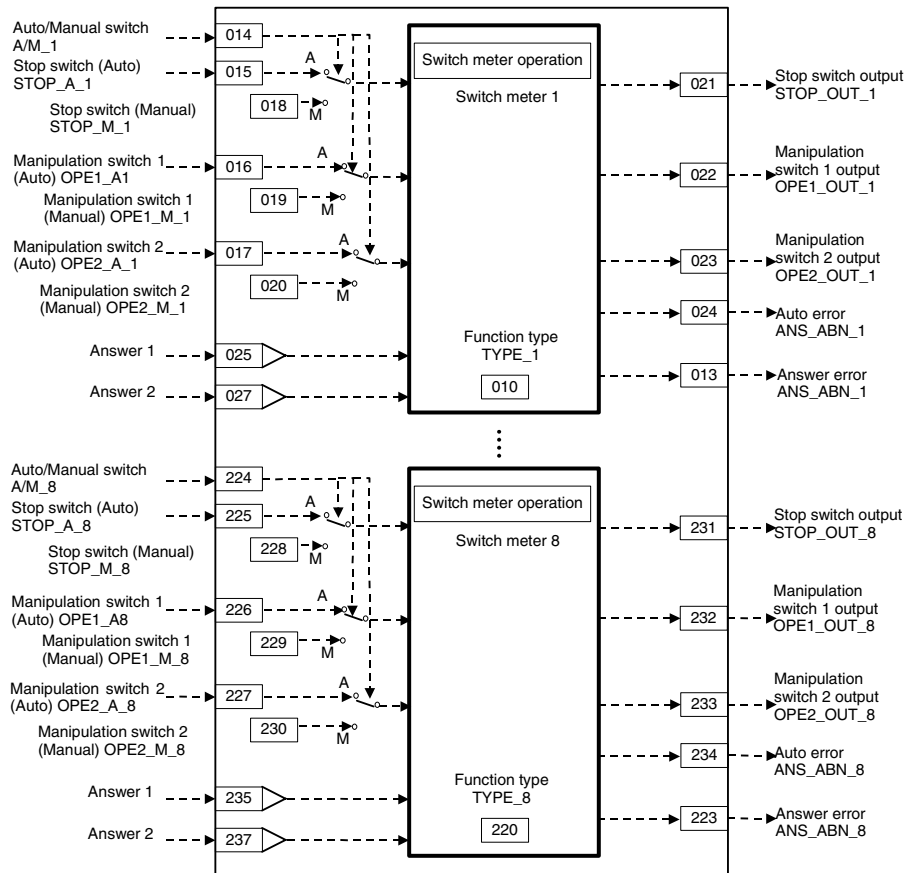 Auto/Manual switch
A/M_1
014
Stop switch (Auto)
STOP_A_1
015
A
Stop switch (Manual)
STOP_M_1
018
M
Manipulation switch 1
(Auto) OPE1_A1
016
A
Manipulation switch 1
(Manual) OPE1_M_1
019
M
Manipulation switch 2
(Auto) OPE2_A_1
017
A
Manipulation switch 2
(Manual) OPE2_M_1
020
M
Answer 1
025
Answer 2
027
Switch meter operation
Switch meter 1
Function type
TYPE_1
010
021
Stop switch output
STOP_OUT_1
022
Manipulation
switch 1 output
OPE1_OUT_1
023
Manipulation
switch 2 output
OPE2_OUT_1
024
Auto error
ANS_ABN_1
013
Answer error
ANS_ABN_1
Auto/Manual switch
A/M_8
224
Stop switch (Auto)
STOP_A_8
225
A
Stop switch (Manual)
STOP_M_8
228
M
Manipulation switch 1
(Auto) OPE1_A8
226
A
Manipulation switch 1
(Manual) OPE1_M_8
229
M
Manipulation switch 2
(Auto) OPE2_A_8
227
A
Manipulation switch 2
(Manual) OPE2_M_8
230
M
Answer 1
235
Answer 2
237
Switch meter operation
Switch meter 8
Function type
TYPE_8
220
231
Stop switch output
STOP_OUT_8
232
Manipulation
switch 1 output
OPE1_OUT_8
233
Manipulation
switch 2 output
OPE2_OUT_8
234
Auto error
ANS_ABN_8
223
Answer error
ANS_ABN_8